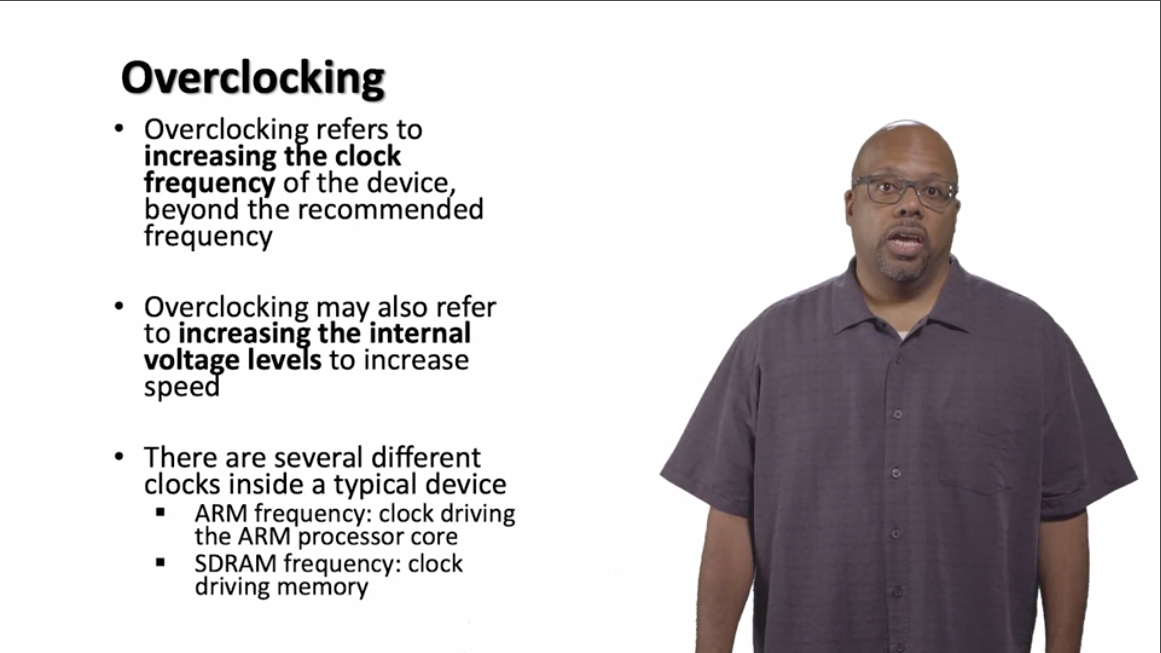 Overclocking
• Overclocking refers to
increasing the clock
frequency of the device,
beyond the recommended
frequency
• Overclocking may also refer
to increasing the internal
voltage levels to increase
speed
• There are several different
clocks inside a typical device
▪ ARM frequency: clock driving
the ARM processor core
▪ SDRAM frequency: clock
driving memory